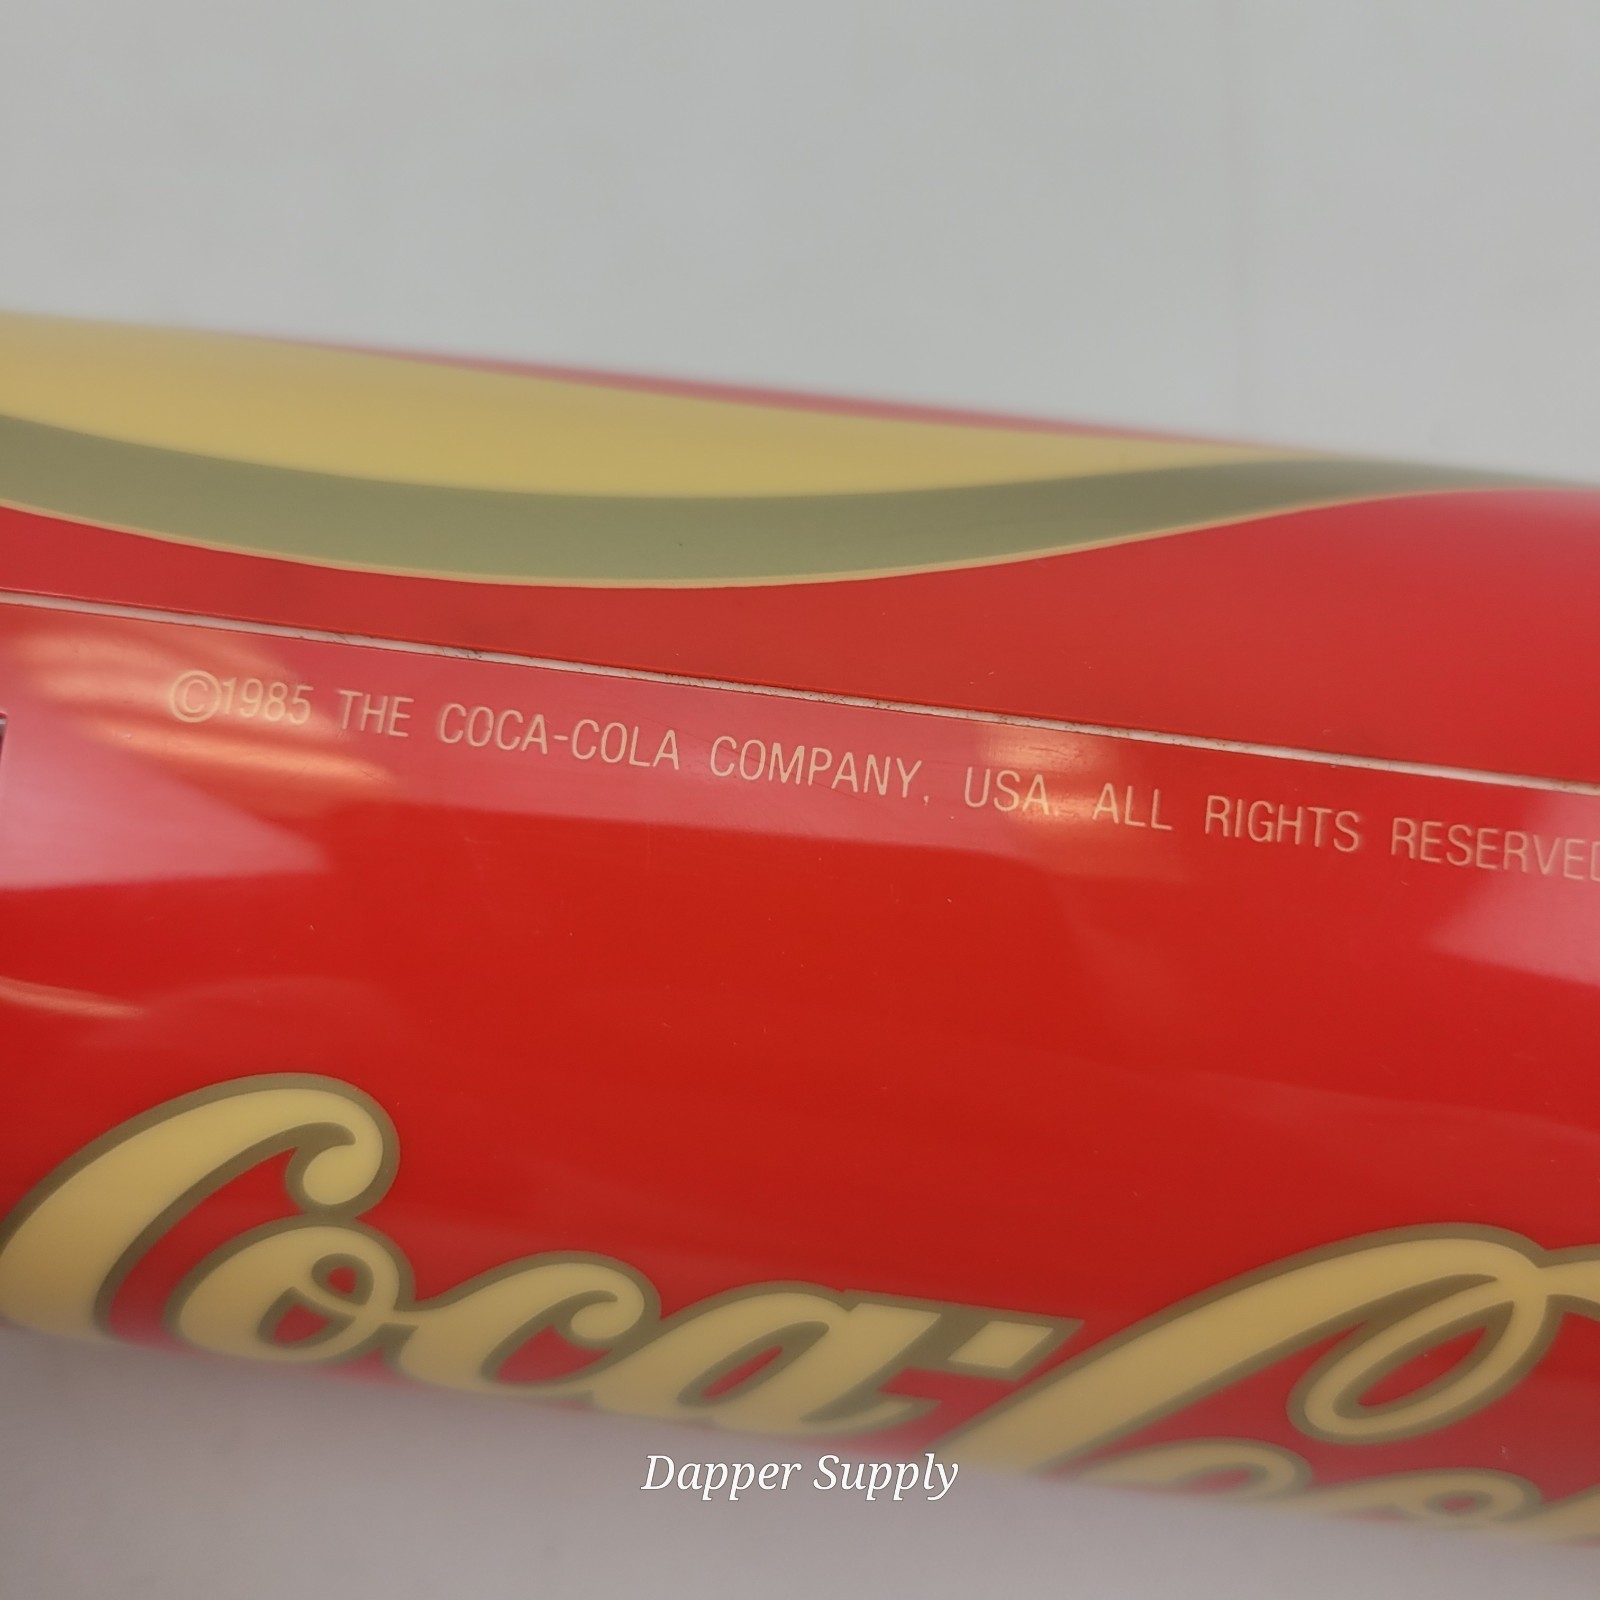 ©1985 THE COCA-COLA COMPANY, USA. ALL RIGHTS RESERVED
Coca-Cola
Dapper Supply